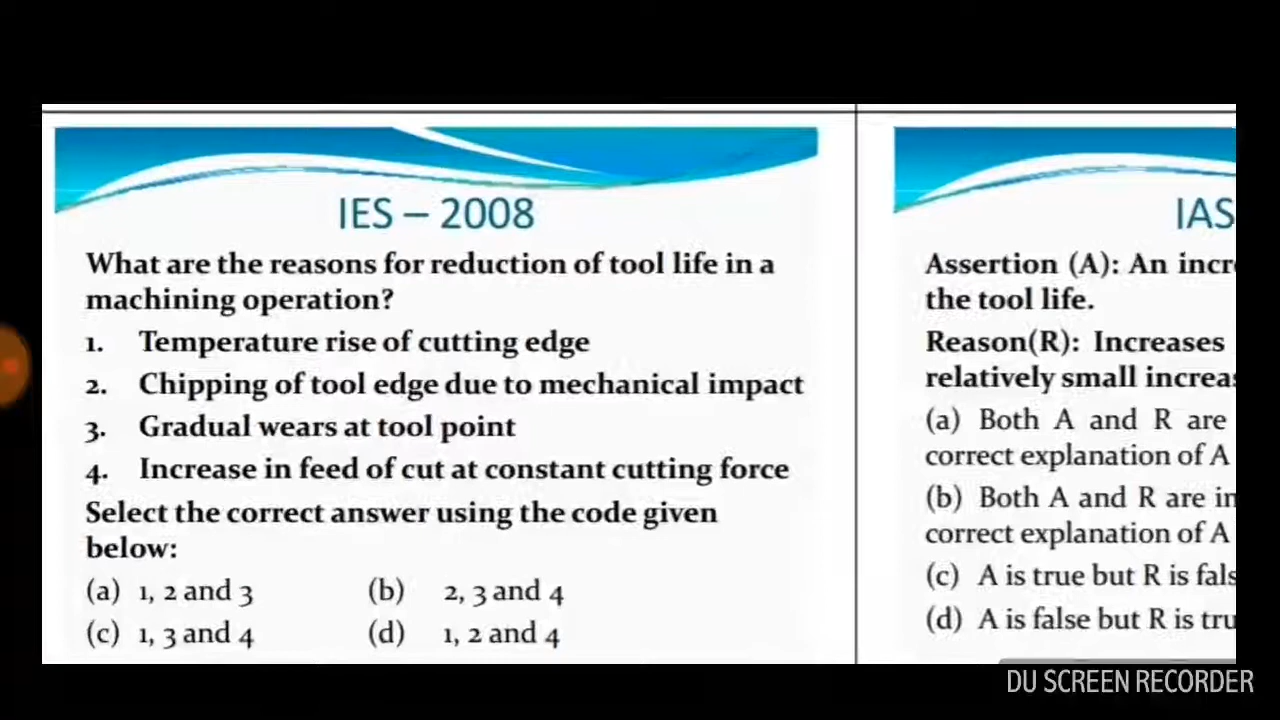 IES – 2008
What are the reasons for reduction of tool life in a
machining operation?
1. Temperature rise of cutting edge
2. Chipping of tool edge due to mechanical impact
3. Gradual wears at tool point
4. Increase in feed of cut at constant cutting force
Select the correct answer using the code given
below:
(a) 1, 2 and 3 (b) 2, 3 and 4
(c) 1, 3 and 4 (d) 1, 2 and 4
IAS
Assertion (A): An incr
the tool life.
Reason(R): Increases
relatively small increas
(a) Both A and R are
correct explanation of A
(b) Both A and R are in
correct explanation of A
(c) A is true but R is fals
(d) A is false but R is tru
DU SCREEN RECORDER